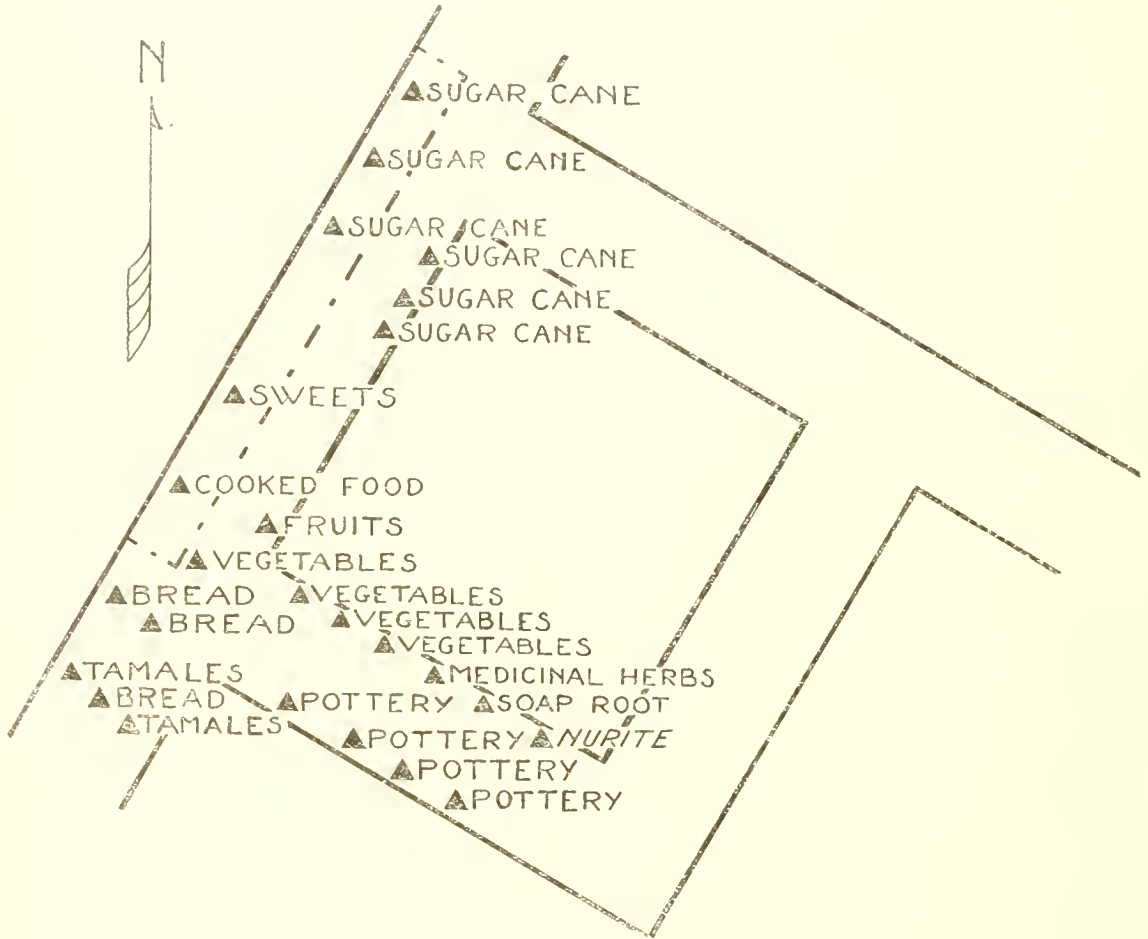 N
SUGAR CANE
SUGAR CANE
SUGAR CANE
SUGAR CANE
SUGAR CANE
SUGAR CANE
SWEETS
COOKED FOOD
FRUITS
VEGETABLES
BREAD
VEGETABLES
BREAD
VEGETABLES
VEGETABLES
TAMALES
MEDICINAL HERBS
BREAD
POTTERY
SOAP ROOT
TAMALES
POTTERY
NURITE
POTTERY
POTTERY